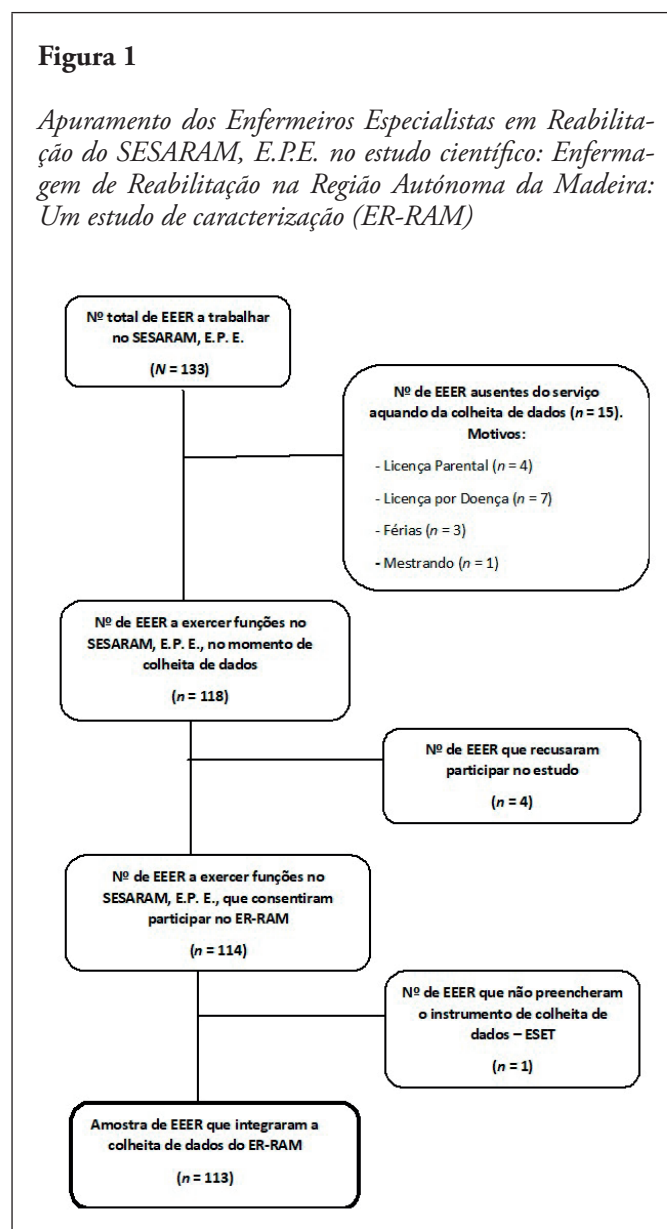 Figura 1
Apuramento dos Enfermeiros Especialistas em Reabilita-
ção do SESARAM, E.P.E. no estudo científico: Enferma-
gem de Reabilitação na Região Autónoma da Madeira:
Um estudo de caracterização (ER-RAM)
Nº total de EEER a trabalhar
no SESARAM, E.P. E.
(N = 133)
Nº de EEER ausentes do serviço
aquando da colheita de dados (n = 15).
Motivos:
- Licença Parental (n = 4)
- Licença por Doença (n = 7)
- Férias (n = 3)
- Mestrando (n = 1)
Nº de EEER a exercer funções no
SESARAM, E.P. E., no momento de
colheita de dados
(n = 118)
Nº de EEER que recusaram
participar no estudo
(n = 4)
Nº de EEER a exercer funções no
SESARAM, E.P. E., que consentiram
participar no ER-RAM
(n = 114)
Nº de EEER que não preencheram
o instrumento de colheita de
dados – ESET
(n = 1)
Amostra de EEER que integraram a
colheita de dados do ER-RAM
(n = 113)